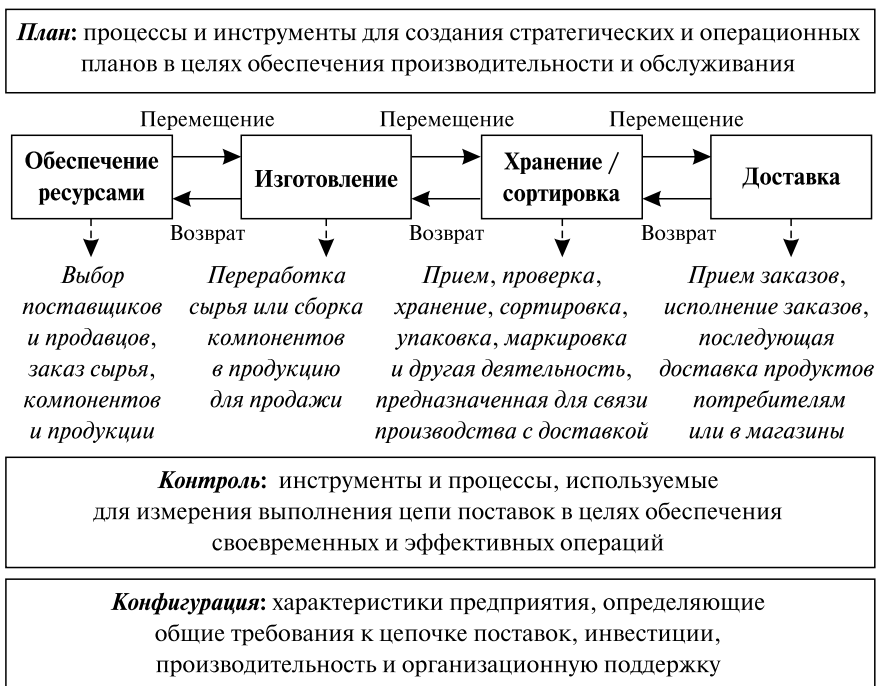 План: процессы и инструменты для создания стратегических и операционных
планов в целях обеспечения производительности и обслуживания
Перемещение
Перемещение
Перемещение
Обеспечение
ресурсами
Изготовление
Хранение /
сортировка
Доставка
Возврат
Возврат
Возврат
Выбор
поставщиков
и продавцов,
заказ сырья,
компонентов
и продукции
Переработка
сырья или сборка
компонентов
в продукцию
для продажи
Прием, проверка,
хранение, сортировка,
упаковка, маркировка
и другая деятельность,
предназначенная для связи
производства с доставкой
Прием заказов,
исполнение заказов,
последующая
доставка продуктов
потребителям
или в магазины
Контроль: инструменты и процессы, используемые
для измерения выполнения цепи поставок в целях обеспечения
своевременных и эффективных операций
Конфигурация: характеристики предприятия, определяющие
общие требования к цепочке поставок, инвестиции,
производительность и организационную поддержку